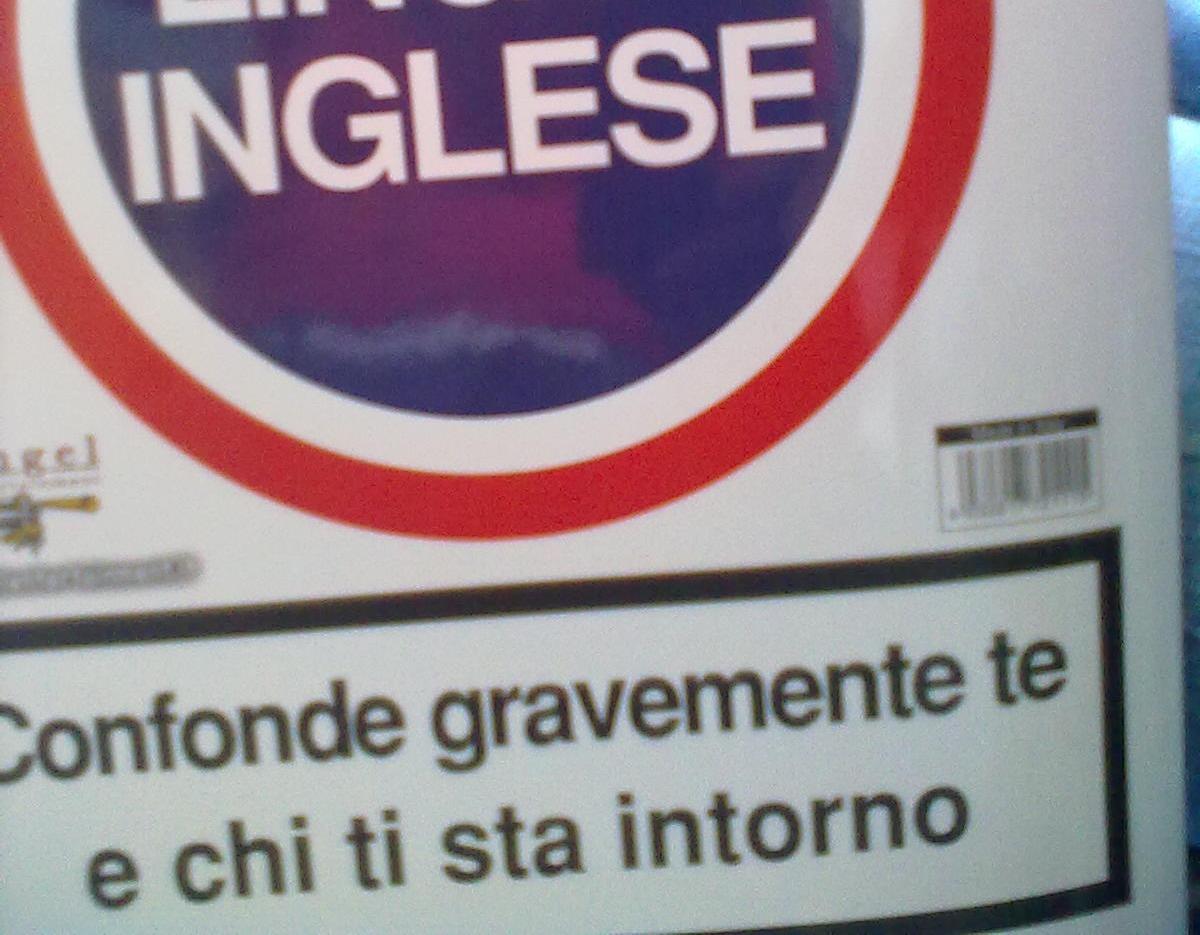 INGLESE
Confonde gravemente te
e chi ti sta intorno